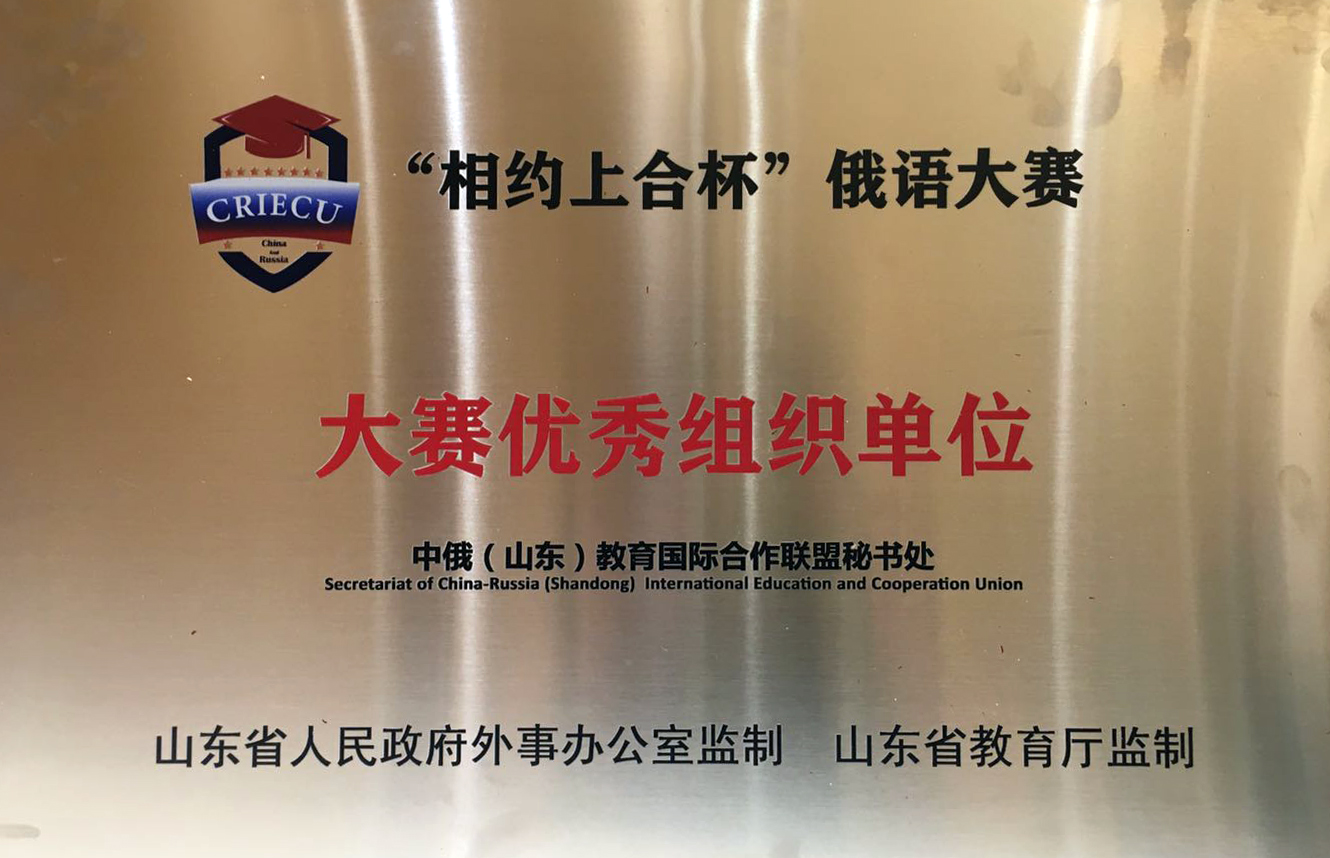 CRIECU
China
And
Russia
“相约上合杯”俄语大赛
大赛优秀组织单位
中俄（山东）教育国际合作联盟秘书处
Secretariat of China-Russia (Shandong) International Education and Cooperation Union
山东省人民政府外事办公室监制 山东省教育厅监制